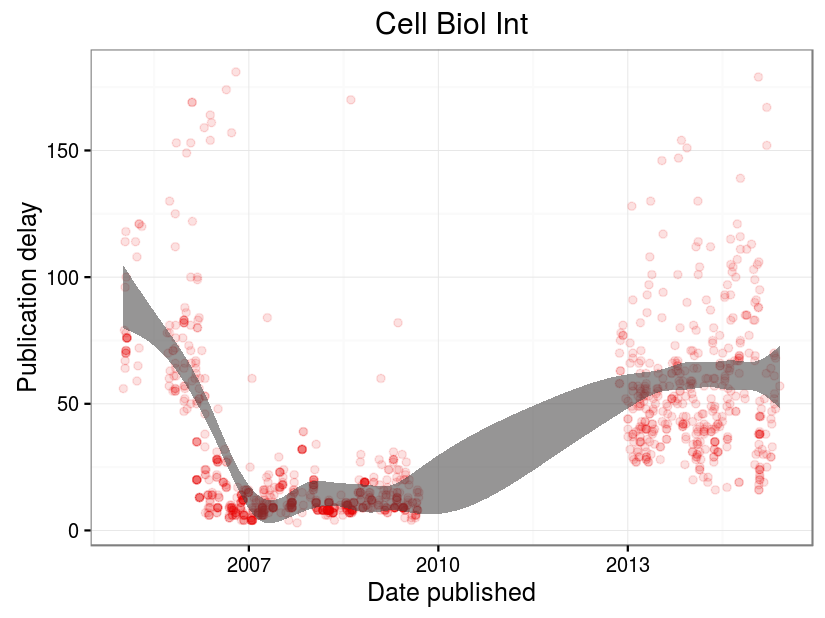 Cell Biol Int
Publication delay
150
100
50
0
2007 2010 2013
Date published